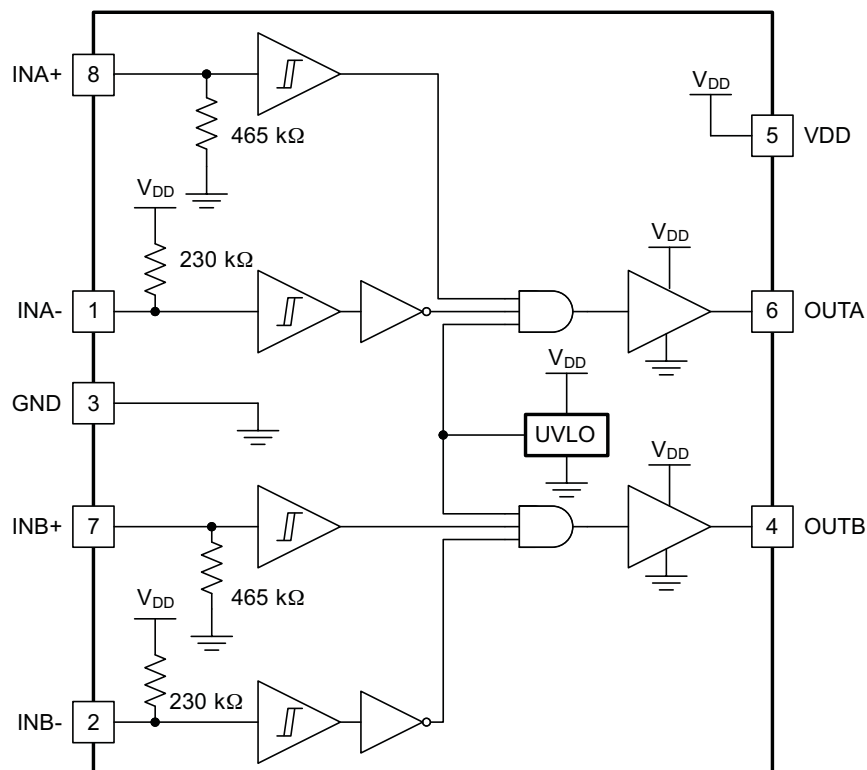 INA+ 8
465 kΩ
VDD
5 VDD
VDD
230 kΩ
VDD
INA- 1
6 OUTA
GND 3
VDD
UVLO
VDD
INB+ 7
4 OUTB
465 kΩ
VDD
230 kΩ
INB- 2